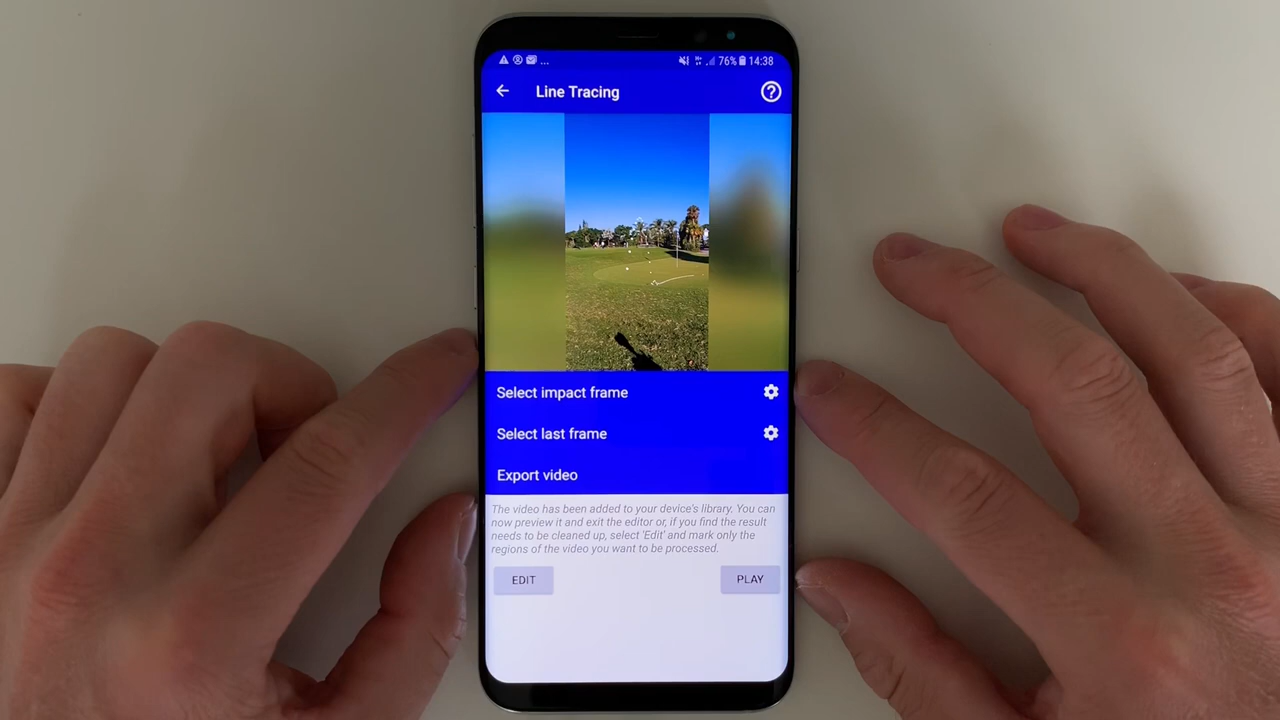 ... 76% 14:38
Line Tracing
Select impact frame
Select last frame
Export video
The video has been added to your device's library. You can
now preview it and exit the editor or, if you find the result
needs to be cleaned up, select 'Edit' and mark only the
regions of the video you want to be processed.
EDIT PLAY